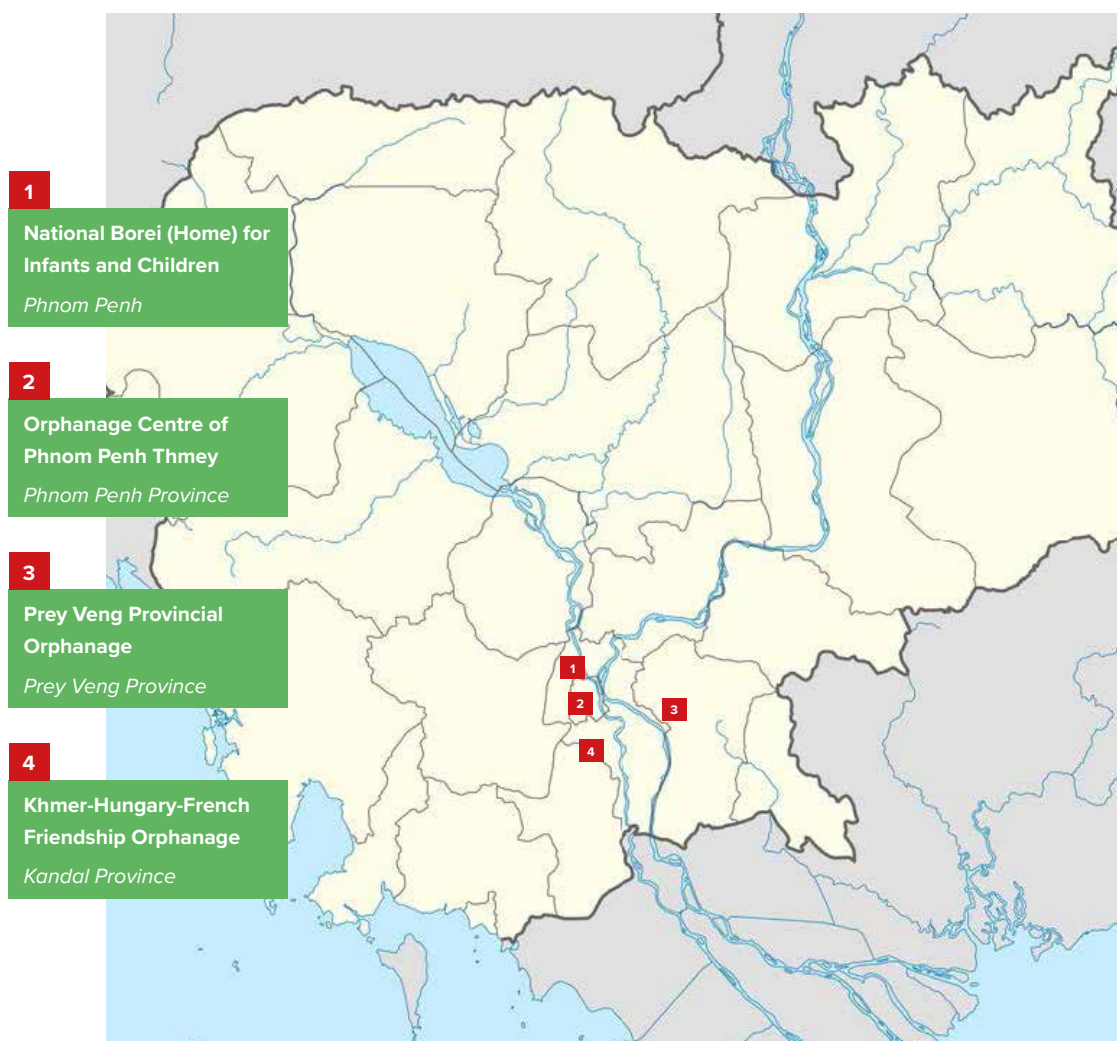 1
National Borei (Home) for
Infants and Children
Phnom Penh
2
Orphanage Centre of
Phnom Penh Thmey
Phnom Penh Province
3
Prey Veng Provincial
Orphanage
Prey Veng Province
4
Khmer-Hungary-French
Friendship Orphanage
Kandal Province
1
2
3
4